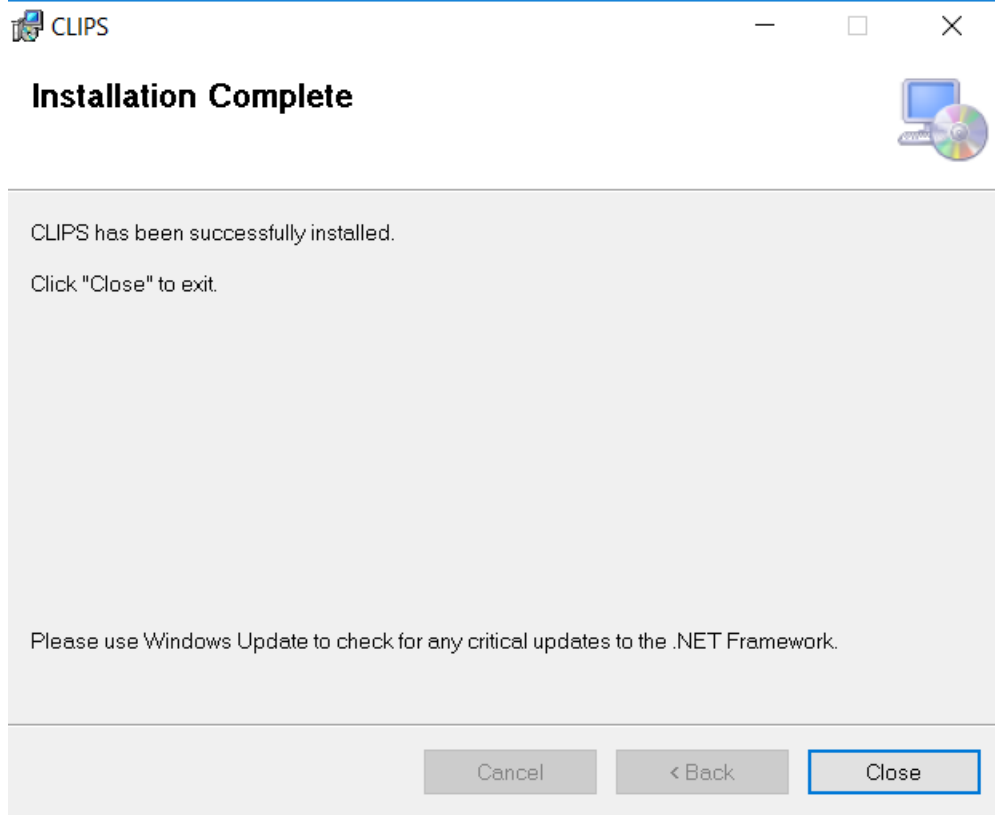 CLIPS
Installation Complete
CLIPS has been successfully installed.
Click "Close" to exit.
Please use Windows Update to check for any critical updates to the .NET Framework.
Cancel
< Back
Close